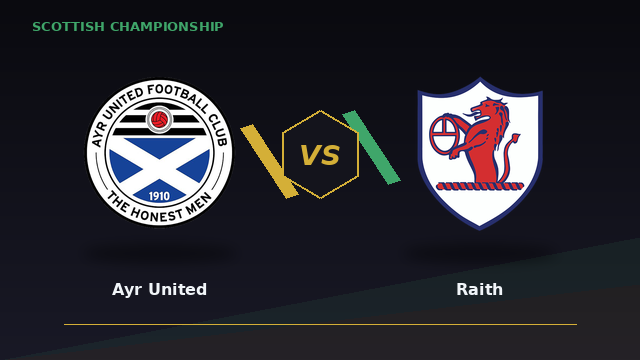 SCOTTISH CHAMPIONSHIP
AYR UNITED FOOTBALL CLUB
1910
THE HONEST MEN
VS
Ayr United
Raith